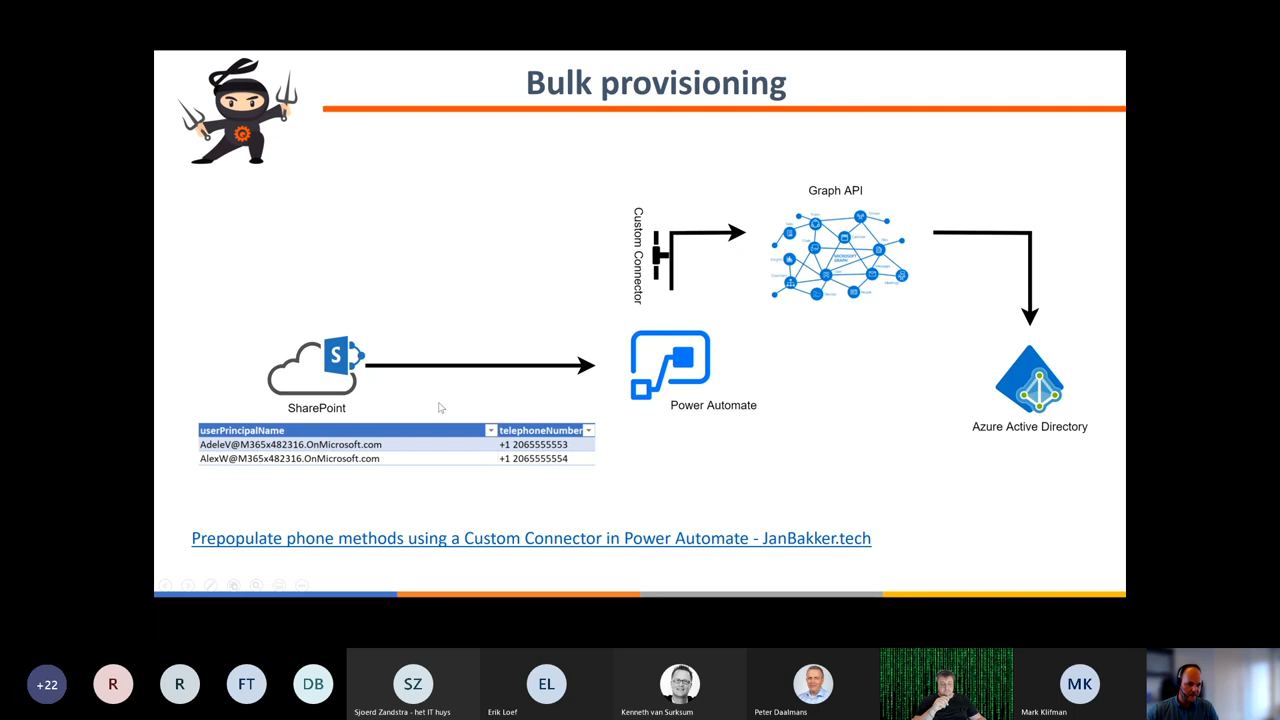 Bulk provisioning
Graph API
Custom Connector
MICROSOFT
GRAPH
S
SharePoint
Power Automate
Azure Active Directory
userPrincipalName telephoneNumber
AdeleV@M365x482316.OnMicrosoft.com +1 2065555553
AlexW@M365x482316.OnMicrosoft.com +1 2065555554
Prepopulate phone methods using a Custom Connector in Power Automate - JanBakker.tech
+22
R
R
FT
DB
SZ
EL
MK
Sjoerd Zandstra - het IT huys
Erik Loef
Kenneth van Surksum
Peter Daalmans
Mark Klifman